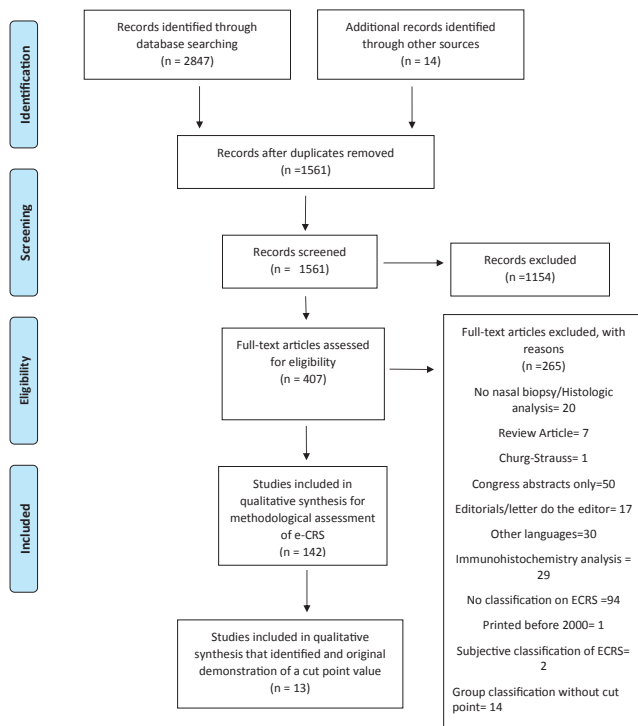 Identification
Records identified through
database searching
(n = 2847)
Additional records identified
through other sources
(n = 14)
Records after duplicates removed
(n =1561)
Screening
Records screened
(n = 1561)
Records excluded
(n =1154)
Eligibility
Full-text articles assessed
for eligibility
(n = 407)
Full-text articles excluded, with
reasons
(n =265)
No nasal biopsy/Histologic
analysis= 20
Review Article= 7
Churg-Strauss= 1
Congress abstracts only=50
Editorials/letter do the editor= 17
Other languages=30
Immunohistochemistry analysis =
29
No classification on ECRS =94
Printed before 2000= 1
Subjective classification of ECRS=
2
Group classification without cut
point= 14
Included
Studies included in
qualitative synthesis for
methodological assessment
of e-CRS
(n = 142)
Studies included in qualitative
synthesis that identified and original
demonstration of a cut point value
(n = 13)